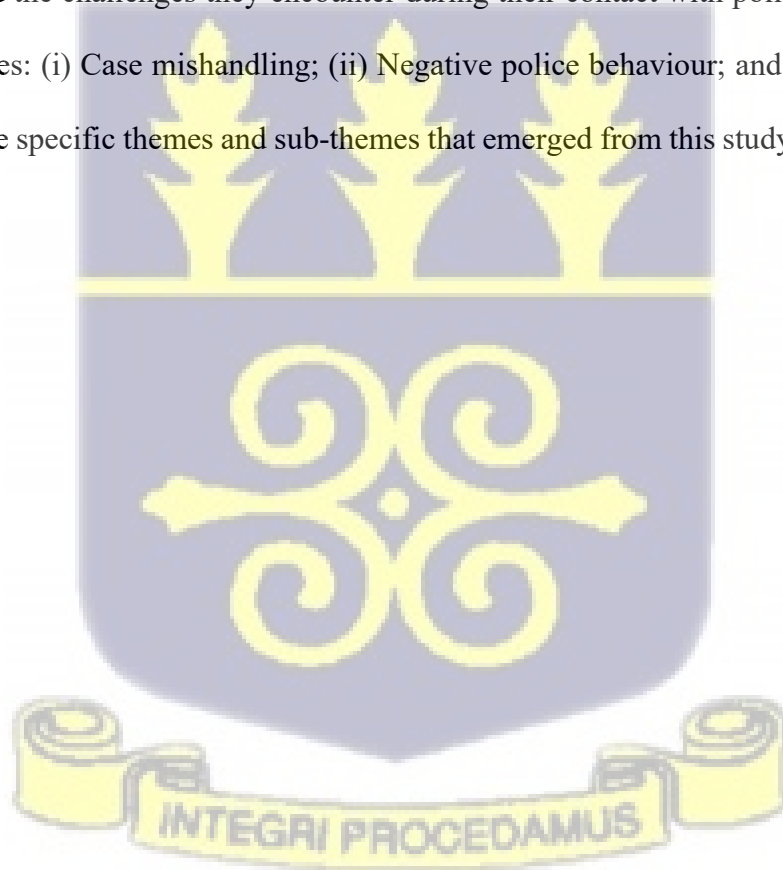 the challenges they encounter during their contact with poli
es: (i) Case mishandling; (ii) Negative police behaviour; and
e specific themes and sub-themes that emerged from this study
INTEGRI PROCEDAMUS